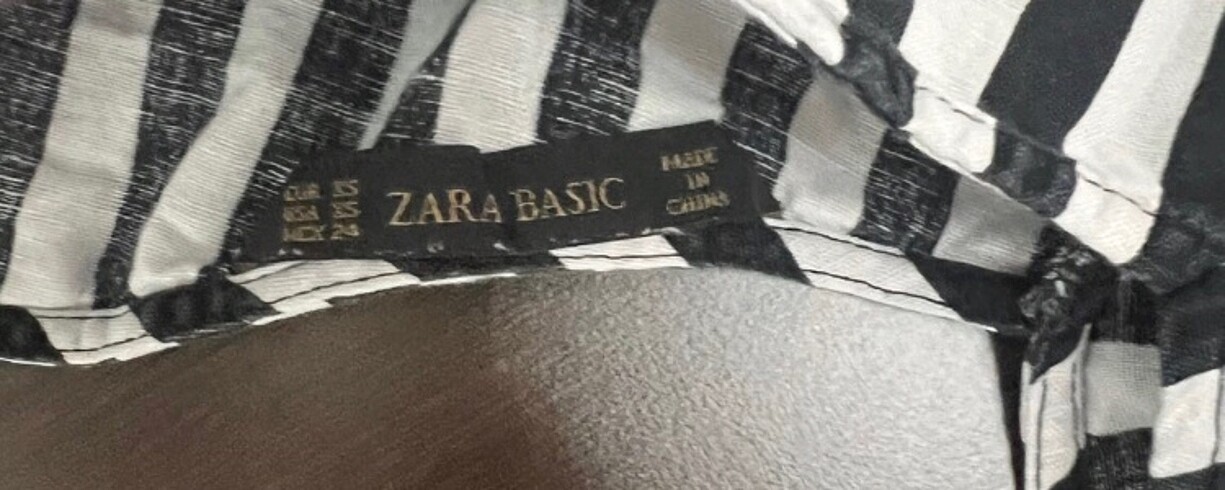 EUR XS
USA XS
MEX 24
ZARA BASIC
MADE
IN
CHINA